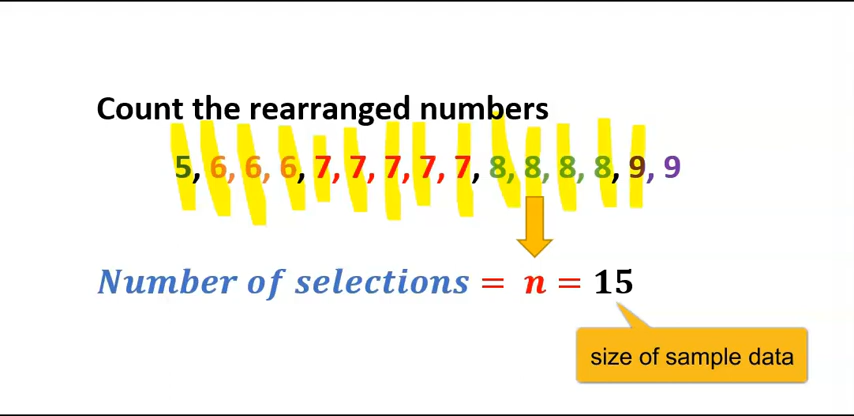 Count the rearranged numbers
5, 6, 6, 6, 7, 7, 7, 7, 7, 8, 8, 8, 8, 9, 9
Number of selections = n = 15
size of sample data